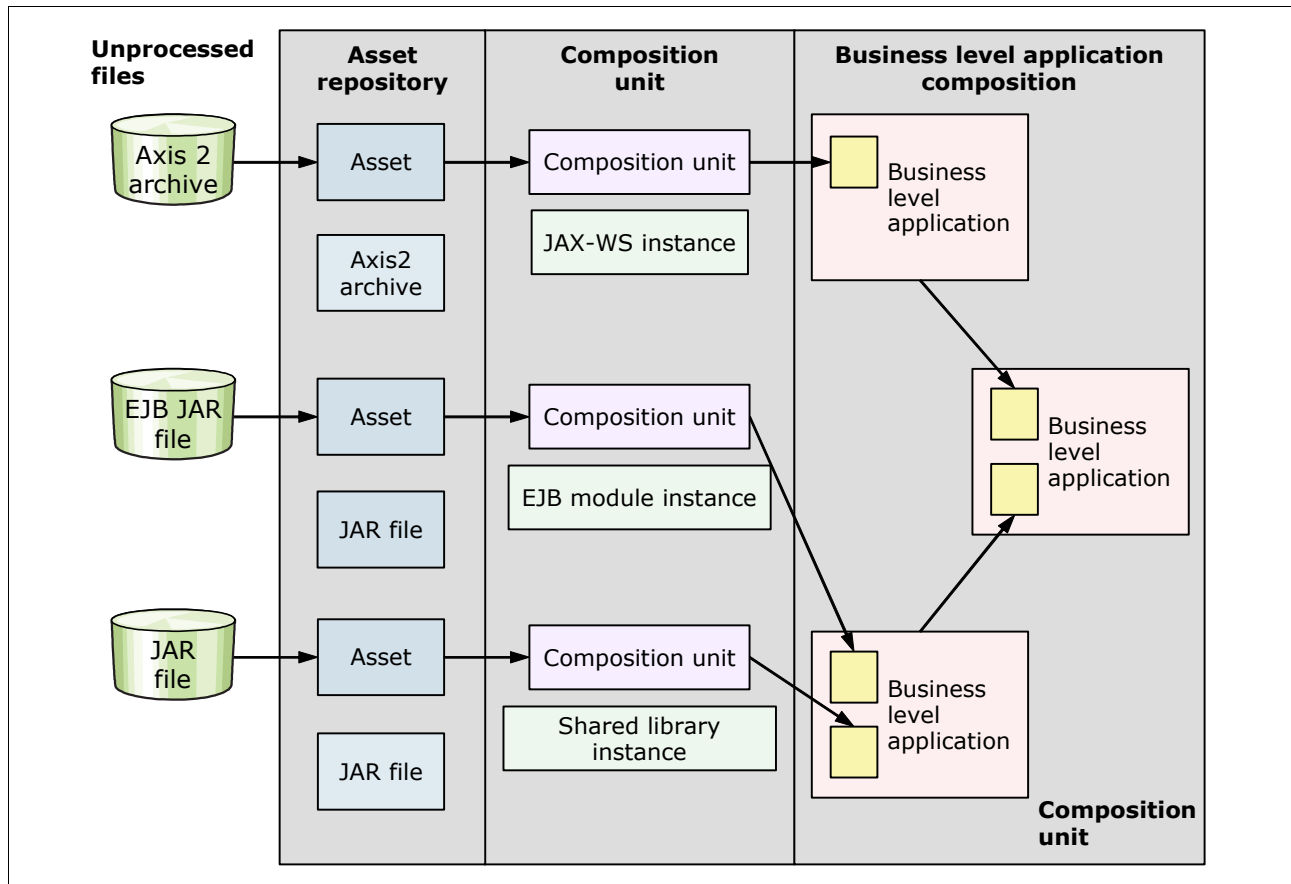 Unprocessed
files
Asset
repository
Composition
unit
Business level application
composition
Axis 2
archive
Asset
Composition unit
Business
level
application
Axis2
archive
JAX-WS instance
EJB JAR
file
Asset
Composition unit
Business
level
application
JAR file
EJB module instance
JAR
file
Asset
Composition unit
Business
level
application
JAR file
Shared library
instance
Composition
unit